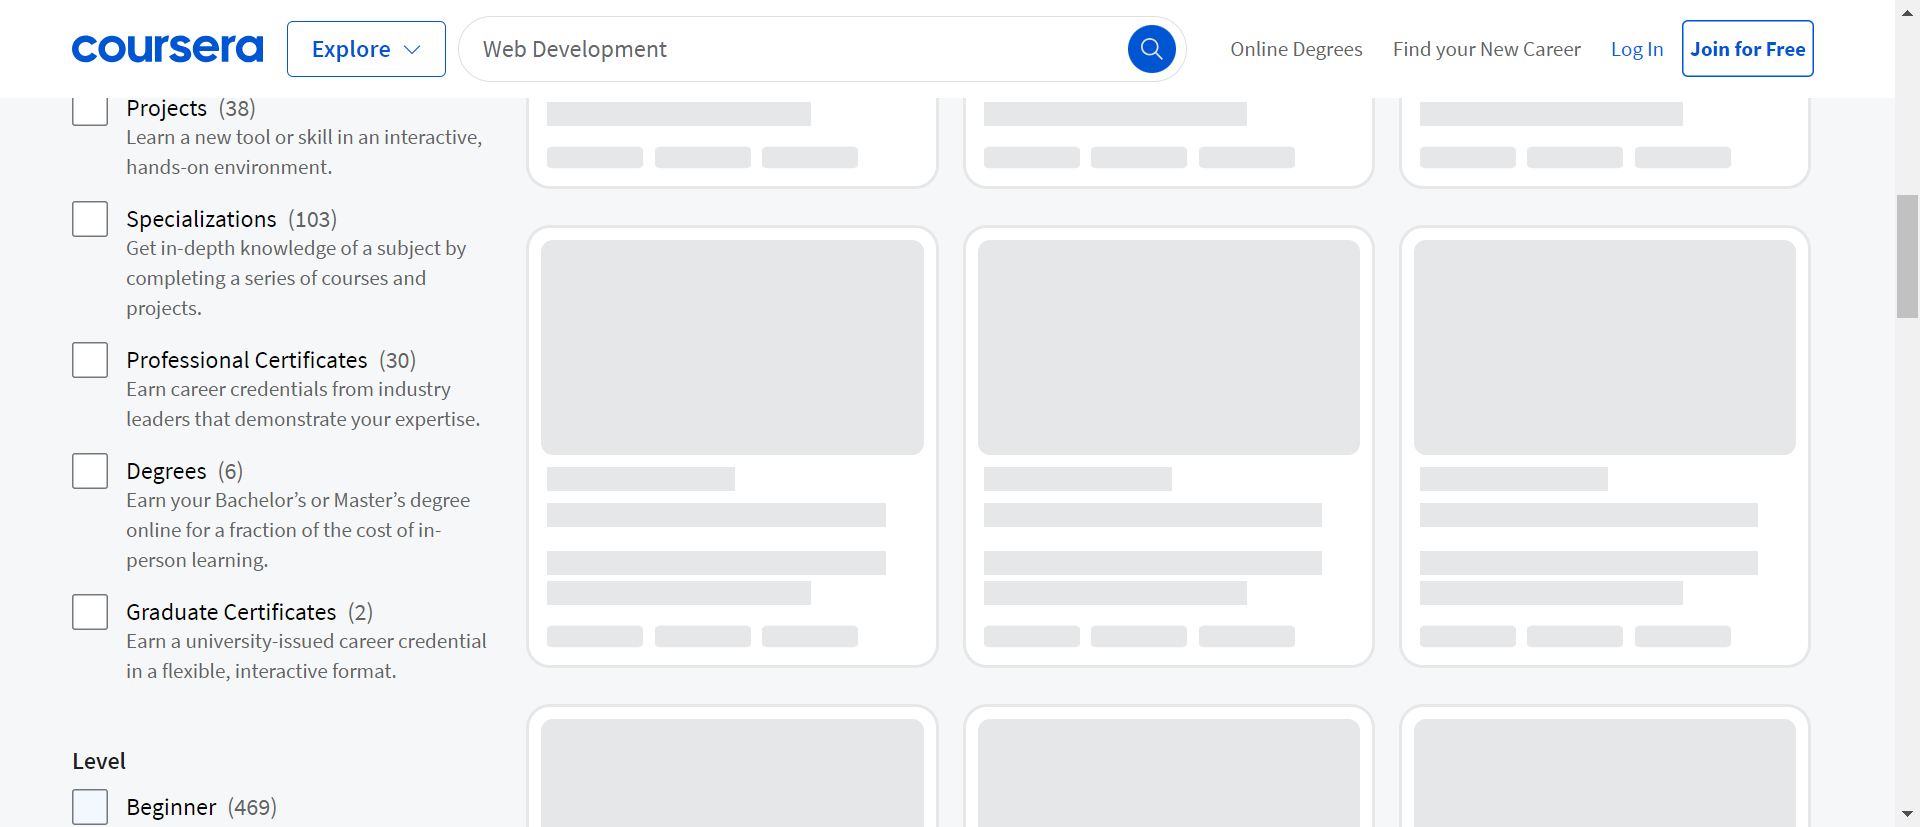 coursera
Explore
Web Development
Online Degrees
Find your New Career
Log In
Join for Free
Projects (38)
Learn a new tool or skill in an interactive,
hands-on environment.
Specializations (103)
Get in-depth knowledge of a subject by
completing a series of courses and
projects.
Professional Certificates (30)
Earn career credentials from industry
leaders that demonstrate your expertise.
Degrees (6)
Earn your Bachelor’s or Master’s degree
online for a fraction of the cost of in-
person learning.
Graduate Certificates (2)
Earn a university-issued career credential
in a flexible, interactive format.
Level
Beginner (469)